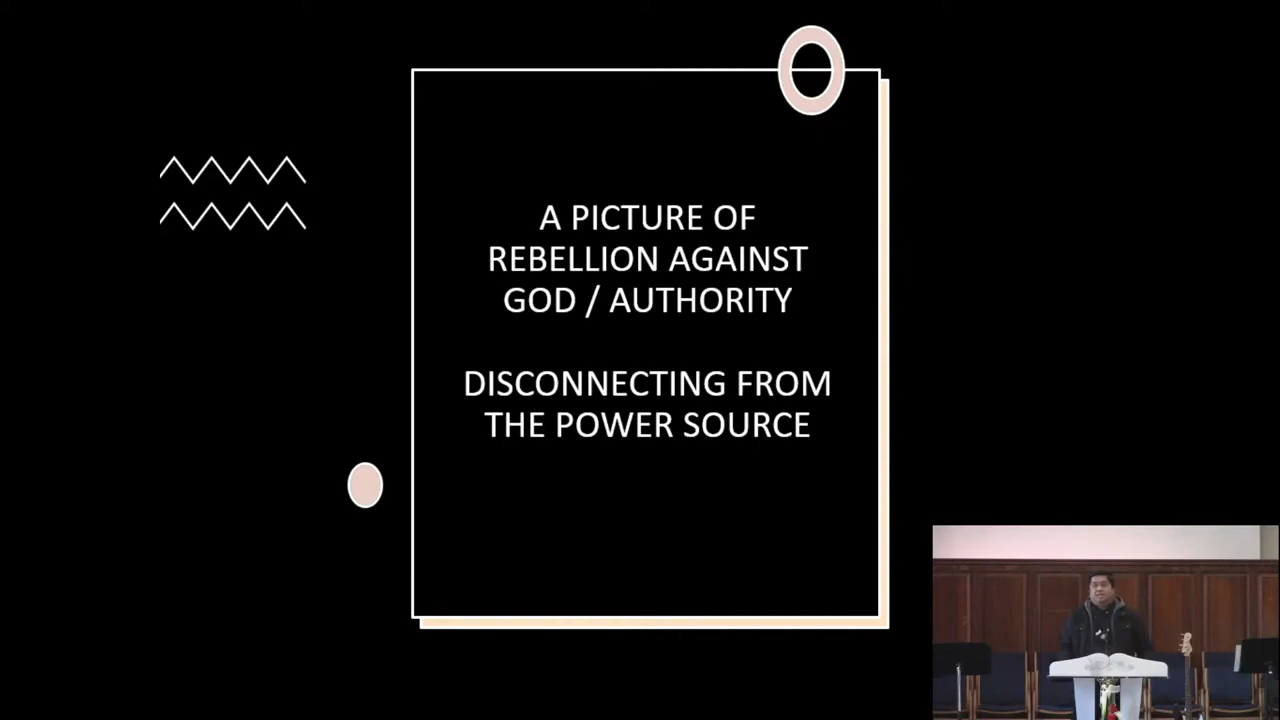 A PICTURE OF
REBELLION AGAINST
GOD / AUTHORITY
DISCONNECTING FROM
THE POWER SOURCE